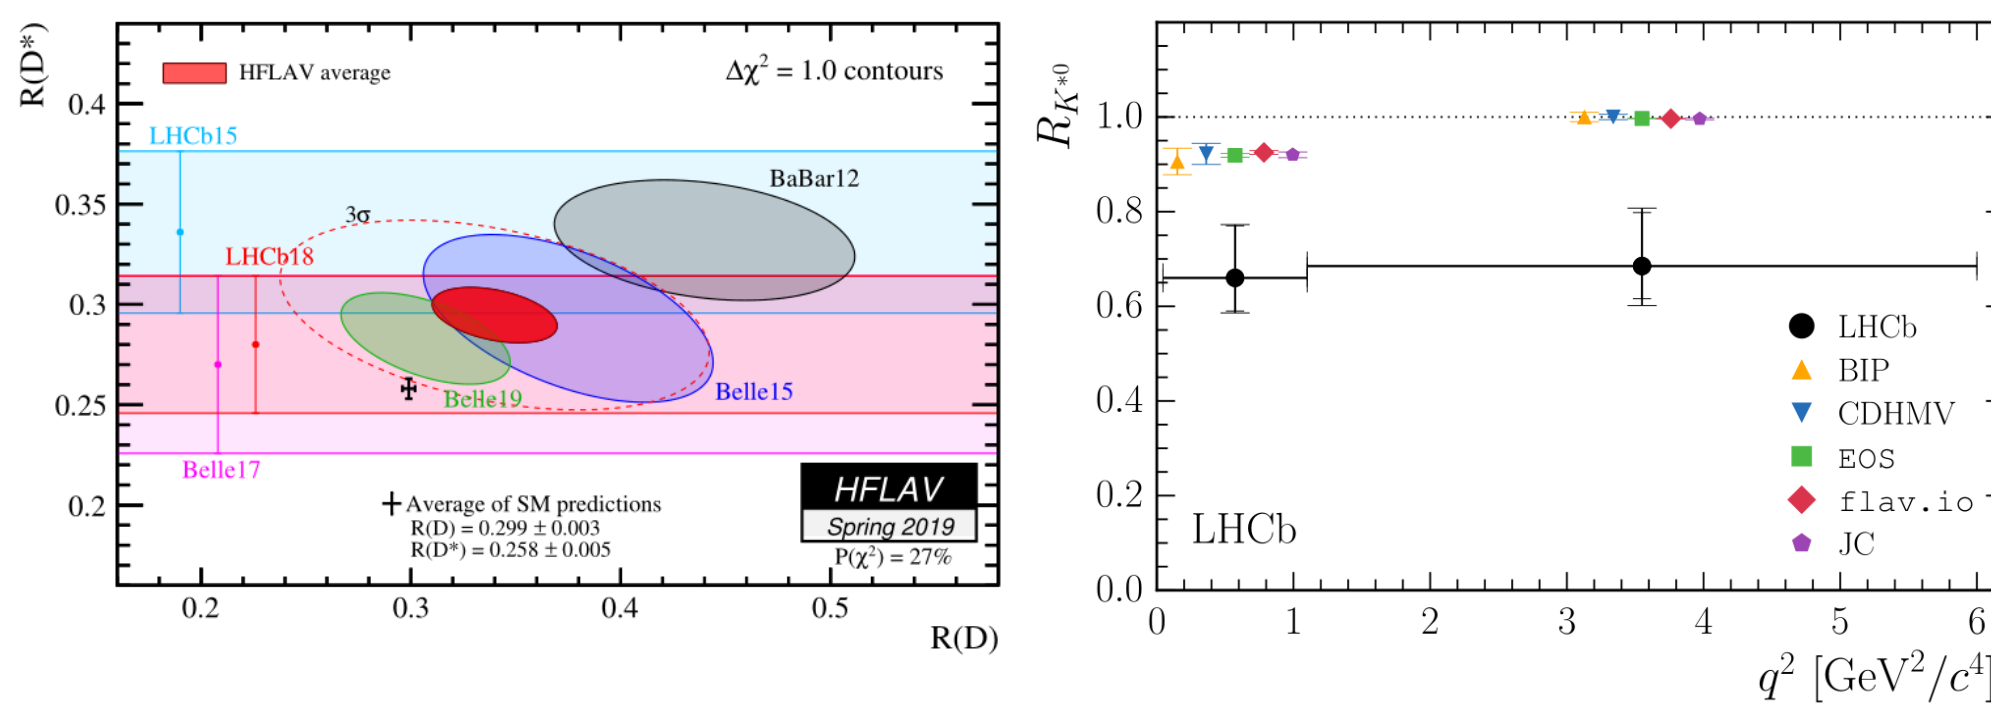 R(D*)
HFLAV average
Δχ² = 1.0 contours
0.4
LHCb15
BaBar12
0.35
3σ
LHCb18
0.3
Belle19
Belle15
0.25
Belle17
HFLAV
Average of SM predictions
0.2
R(D) = 0.299 ± 0.003
Spring 2019
R(D*) = 0.258 ± 0.005
P(χ²) = 27%
0.2 0.3 0.4 0.5
R(D)
R_{K*0}
1.0
0.8
0.6
LHCb
BIP
0.4
CDHMV
EOS
0.2
flav.io
LHCb
JC
0.0
0 1 2 3 4 5 6
q² [GeV²/c⁴]